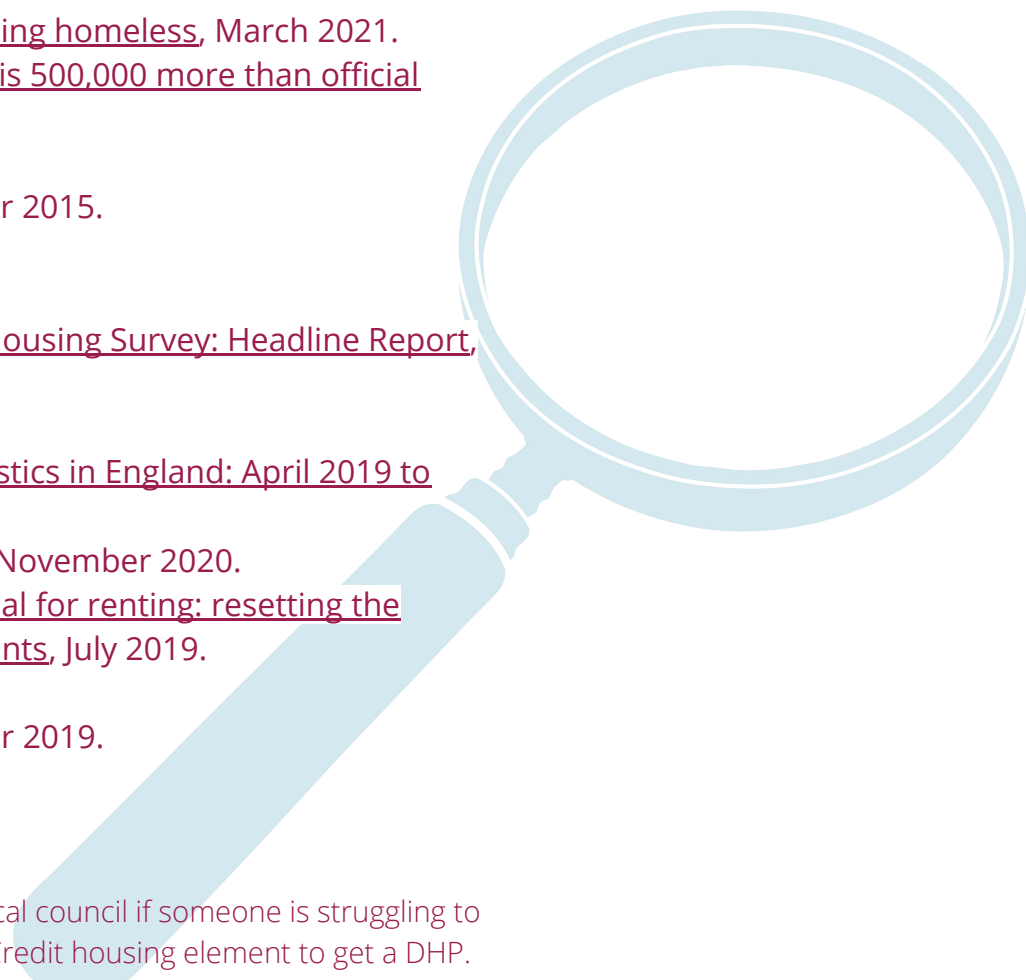 ing homeless, March 2021.
is 500,000 more than official
r 2015.
ousing Survey: Headline Report,
stics in England: April 2019 to
November 2020.
al for renting: resetting the
nts, July 2019.
r 2019.
cal council if someone is struggling to
Credit housing element to get a DHP.